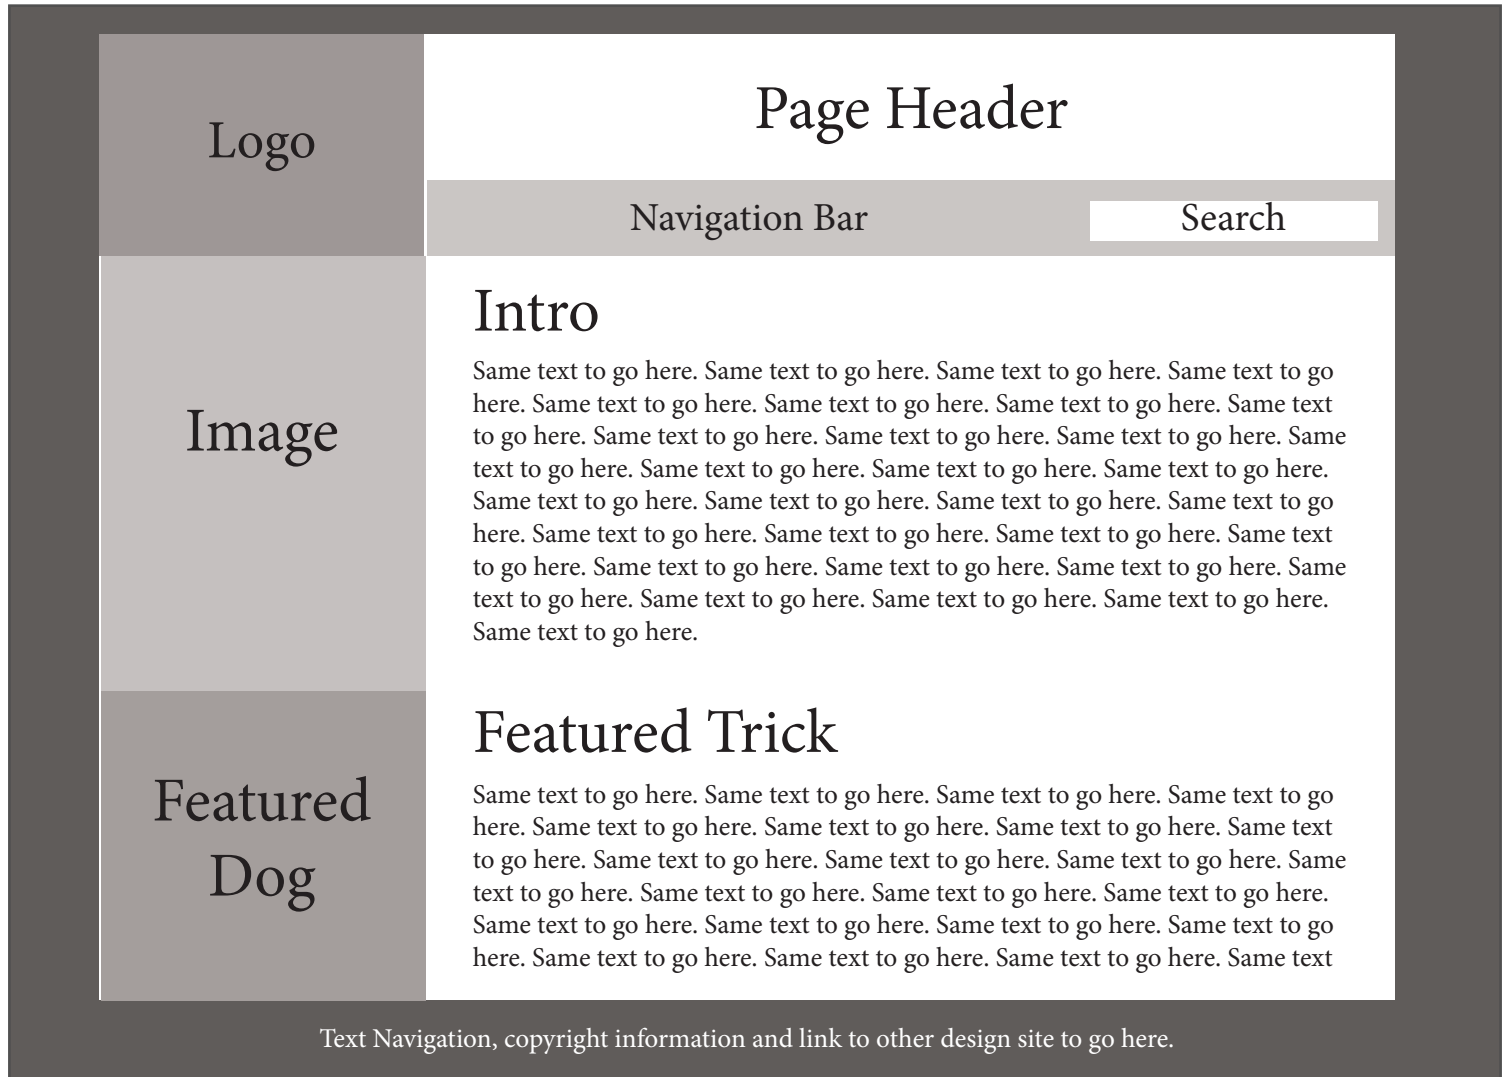 Logo
Page Header
Navigation Bar
Search
Image
Intro
Same text to go here. Same text to go here. Same text to go here. Same text to go
here. Same text to go here. Same text to go here. Same text to go here. Same text
to go here. Same text to go here. Same text to go here. Same text to go here. Same
text to go here. Same text to go here. Same text to go here. Same text to go here.
Same text to go here. Same text to go here. Same text to go here. Same text to go
here. Same text to go here. Same text to go here. Same text to go here. Same text
to go here. Same text to go here. Same text to go here. Same text to go here. Same
text to go here. Same text to go here. Same text to go here. Same text to go here.
Same text to go here.
Featured
Dog
Featured Trick
Same text to go here. Same text to go here. Same text to go here. Same text to go
here. Same text to go here. Same text to go here. Same text to go here. Same text
to go here. Same text to go here. Same text to go here. Same text to go here. Same
text to go here. Same text to go here. Same text to go here. Same text to go here.
Same text to go here. Same text to go here. Same text to go here. Same text to go
here. Same text to go here. Same text to go here. Same text to go here. Same text
Text Navigation, copyright information and link to other design site to go here.